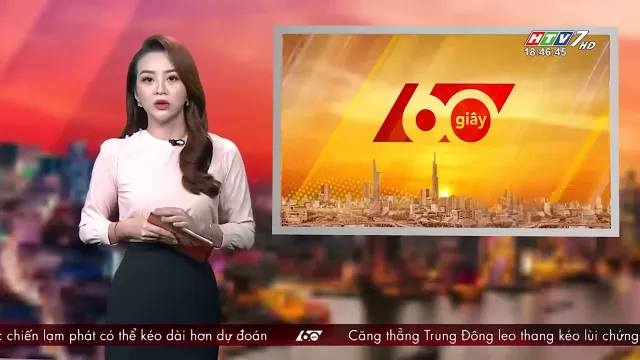 HTV7 HD
18:46:45
60
giây
c chiến lạm phát có thể kéo dài hơn dự đoán 60 Căng thẳng Trung Đông leo thang kéo lùi chứng